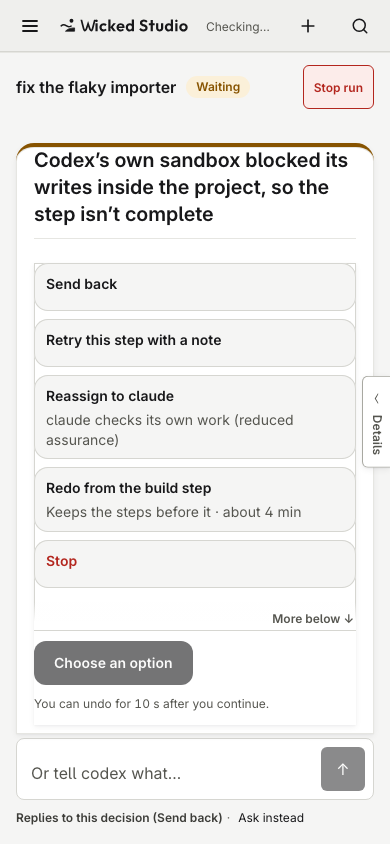 Wicked Studio
Checking...
fix the flaky importer
Waiting
Stop run
Codex’s own sandbox blocked its
writes inside the project, so the
step isn’t complete
Send back
Retry this step with a note
Reassign to claude
claude checks its own work (reduced
assurance)
Details
Redo from the build step
Keeps the steps before it · about 4 min
Stop
More below ↓
Choose an option
You can undo for 10 s after you continue.
Or tell codex what...
Replies to this decision (Send back) · Ask instead